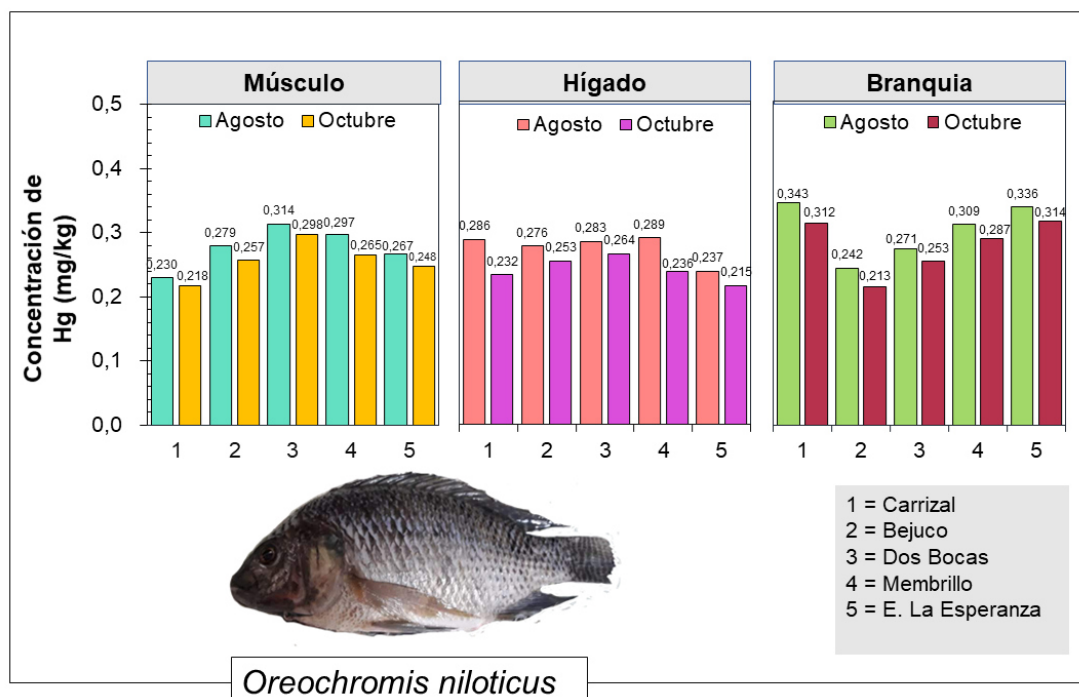 Músculo
Hígado
Branquia
Agosto Octubre
Agosto Octubre
Agosto Octubre
Concentración de
Hg (mg/kg)
0,5
0,4
0,3
0,2
0,1
0,0
0,230 0,218 0,279 0,257 0,314 0,298 0,297 0,265 0,267 0,248
0,286 0,232 0,276 0,253 0,283 0,264 0,289 0,236 0,237 0,215
0,343 0,312 0,242 0,213 0,271 0,253 0,309 0,287 0,336 0,314
1 2 3 4 5
1 2 3 4 5
1 2 3 4 5
1 = Carrizal
2 = Bejuco
3 = Dos Bocas
4 = Membrillo
5 = E. La Esperanza
Oreochromis niloticus